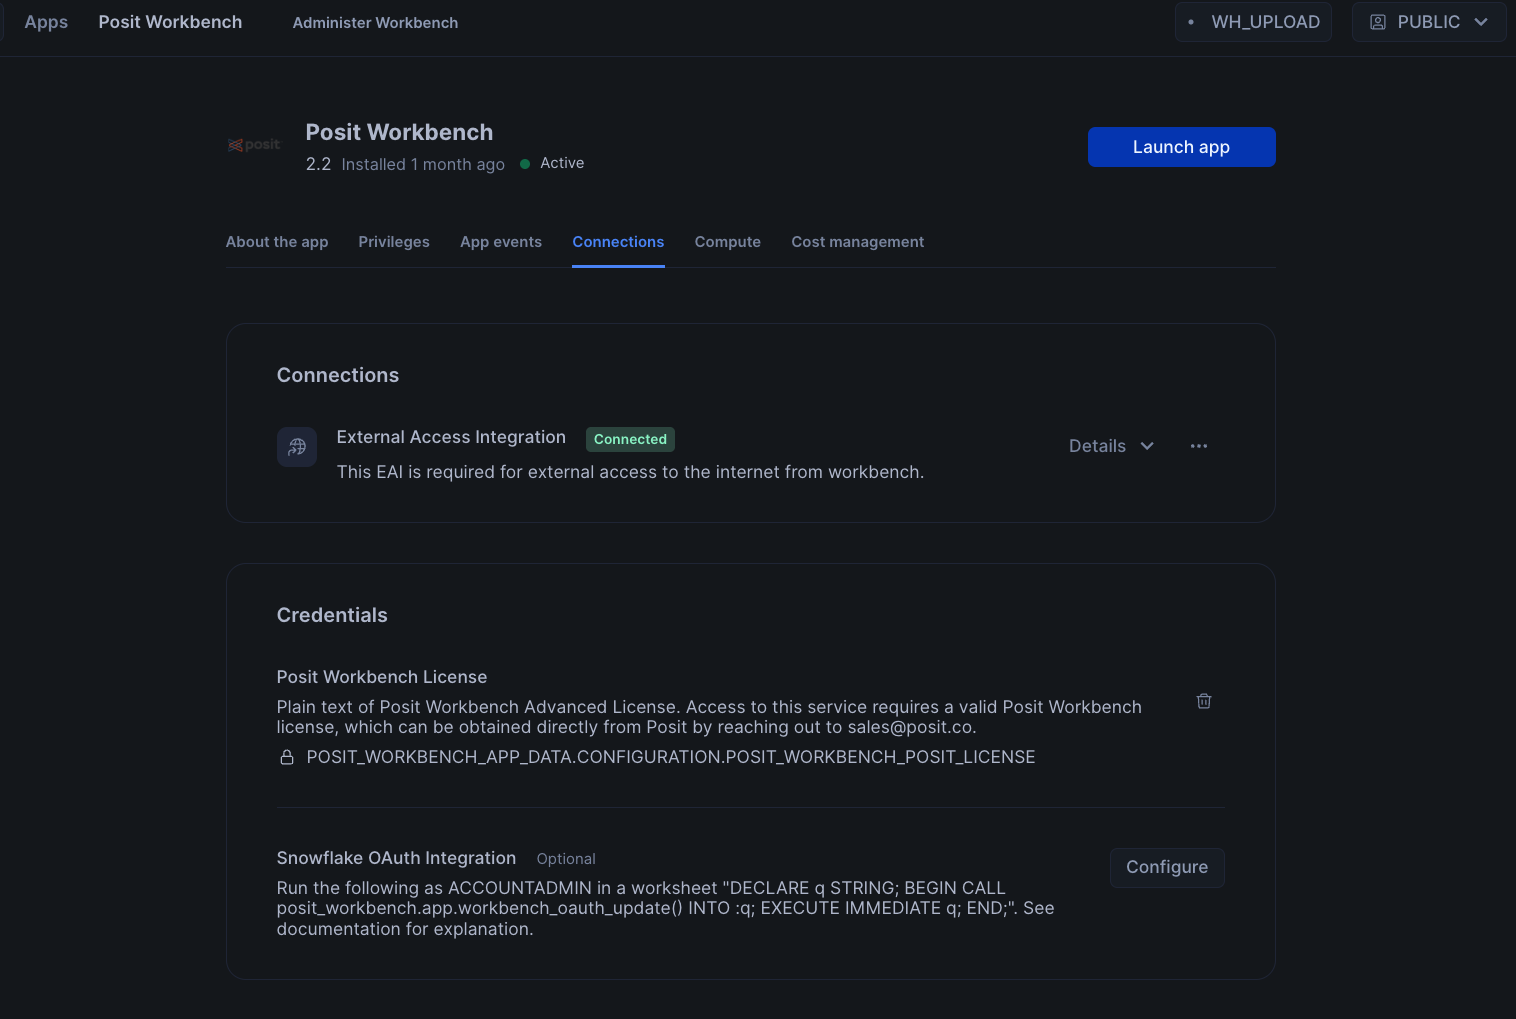 Apps Posit Workbench Administer Workbench WH_UPLOAD PUBLIC
posit
Posit Workbench
2.2 Installed 1 month ago Active
Launch app
About the app Privileges App events Connections Compute Cost management
Connections
External Access Integration Connected
This EAI is required for external access to the internet from workbench.
Details
Credentials
Posit Workbench License
Plain text of Posit Workbench Advanced License. Access to this service requires a valid Posit Workbench
license, which can be obtained directly from Posit by reaching out to sales@posit.co.
POSIT_WORKBENCH_APP_DATA.CONFIGURATION.POSIT_WORKBENCH_POSIT_LICENSE
Snowflake OAuth Integration Optional
Configure
Run the following as ACCOUNTADMIN in a worksheet "DECLARE q STRING; BEGIN CALL
posit_workbench.app.workbench_oauth_update() INTO :q; EXECUTE IMMEDIATE q; END;". See
documentation for explanation.